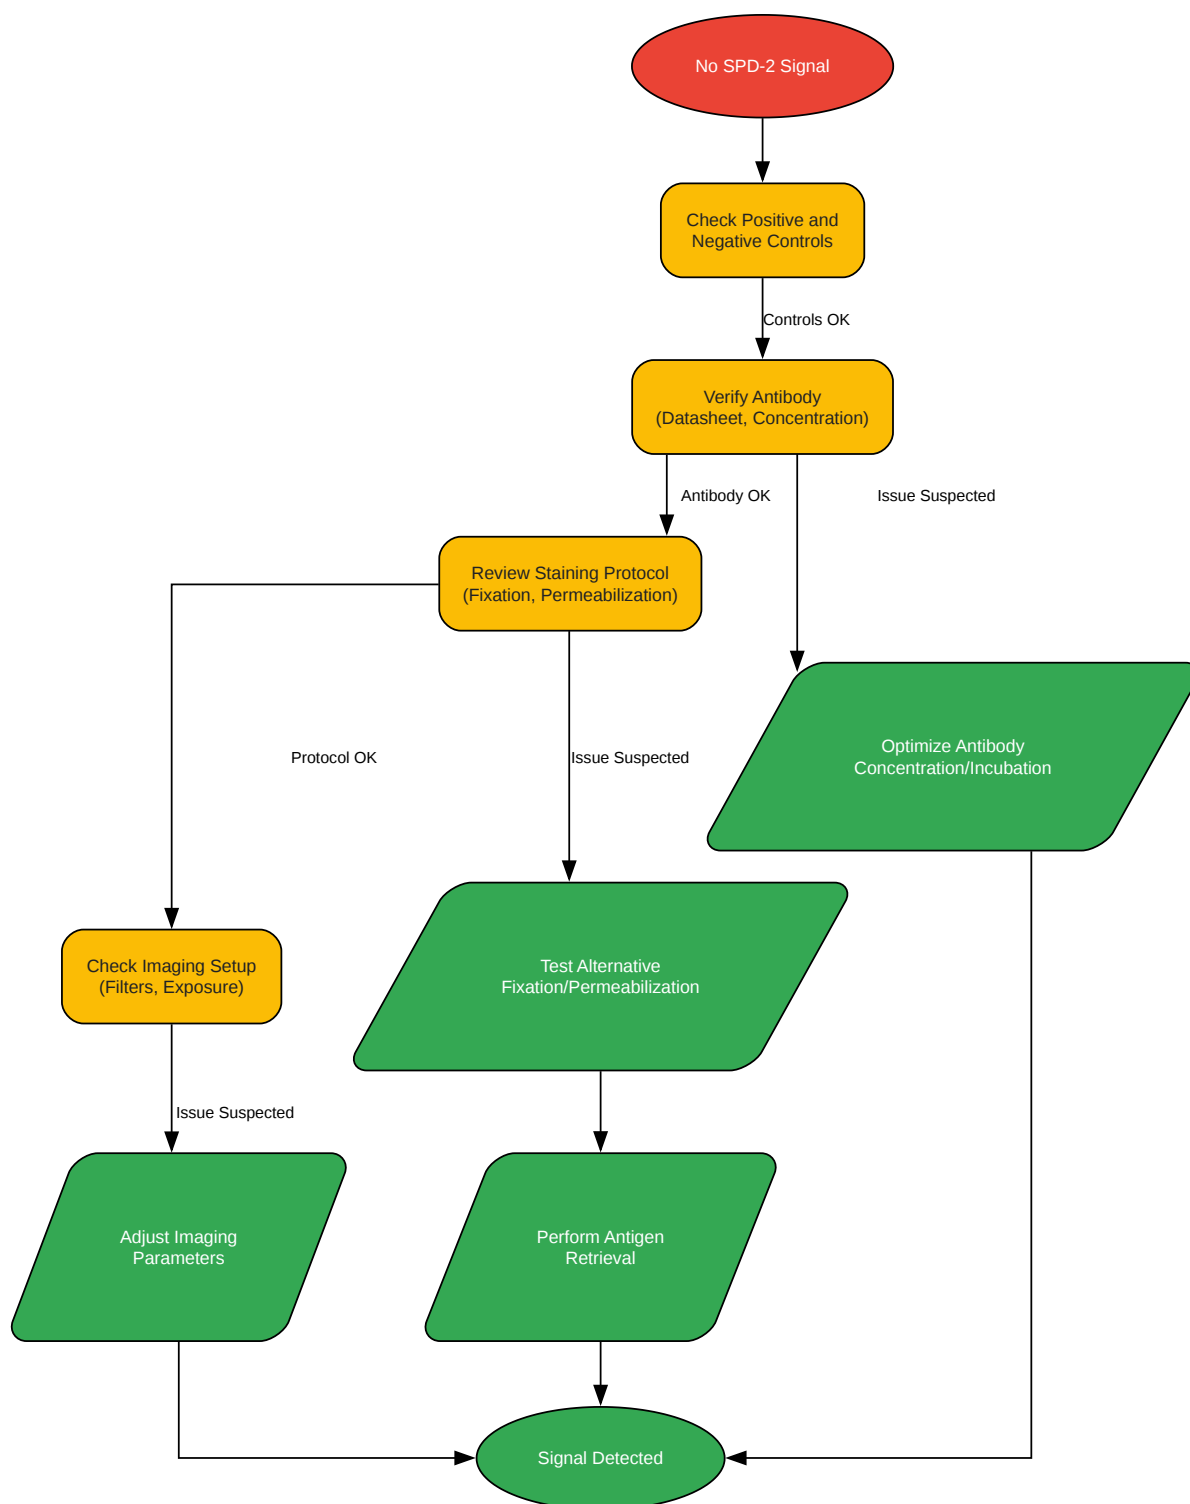 No SPD-2 Signal
Check Positive and
Negative Controls
Controls OK
Verify Antibody
(Datasheet, Concentration)
Antibody OK
Issue Suspected
Review Staining Protocol
(Fixation, Permeabilization)
Protocol OK
Issue Suspected
Optimize Antibody
Concentration/Incubation
Check Imaging Setup
(Filters, Exposure)
Test Alternative
Fixation/Permeabilization
Issue Suspected
Adjust Imaging
Parameters
Perform Antigen
Retrieval
Signal Detected